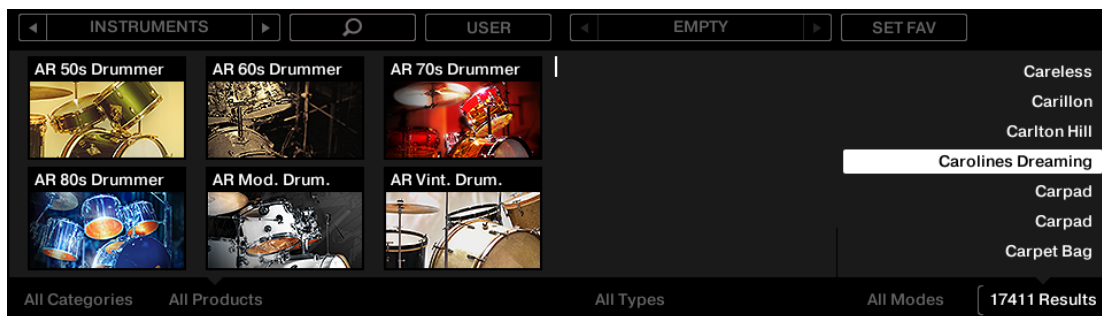 INSTRUMENTS USER EMPTY SET FAV
AR 50s Drummer AR 60s Drummer AR 70s Drummer
AR 80s Drummer AR Mod. Drum. AR Vint. Drum.
Careless
Carillon
Carlton Hill
Carolines Dreaming
Carpad
Carpad
Carpet Bag
All Categories All Products All Types All Modes 17411 Results